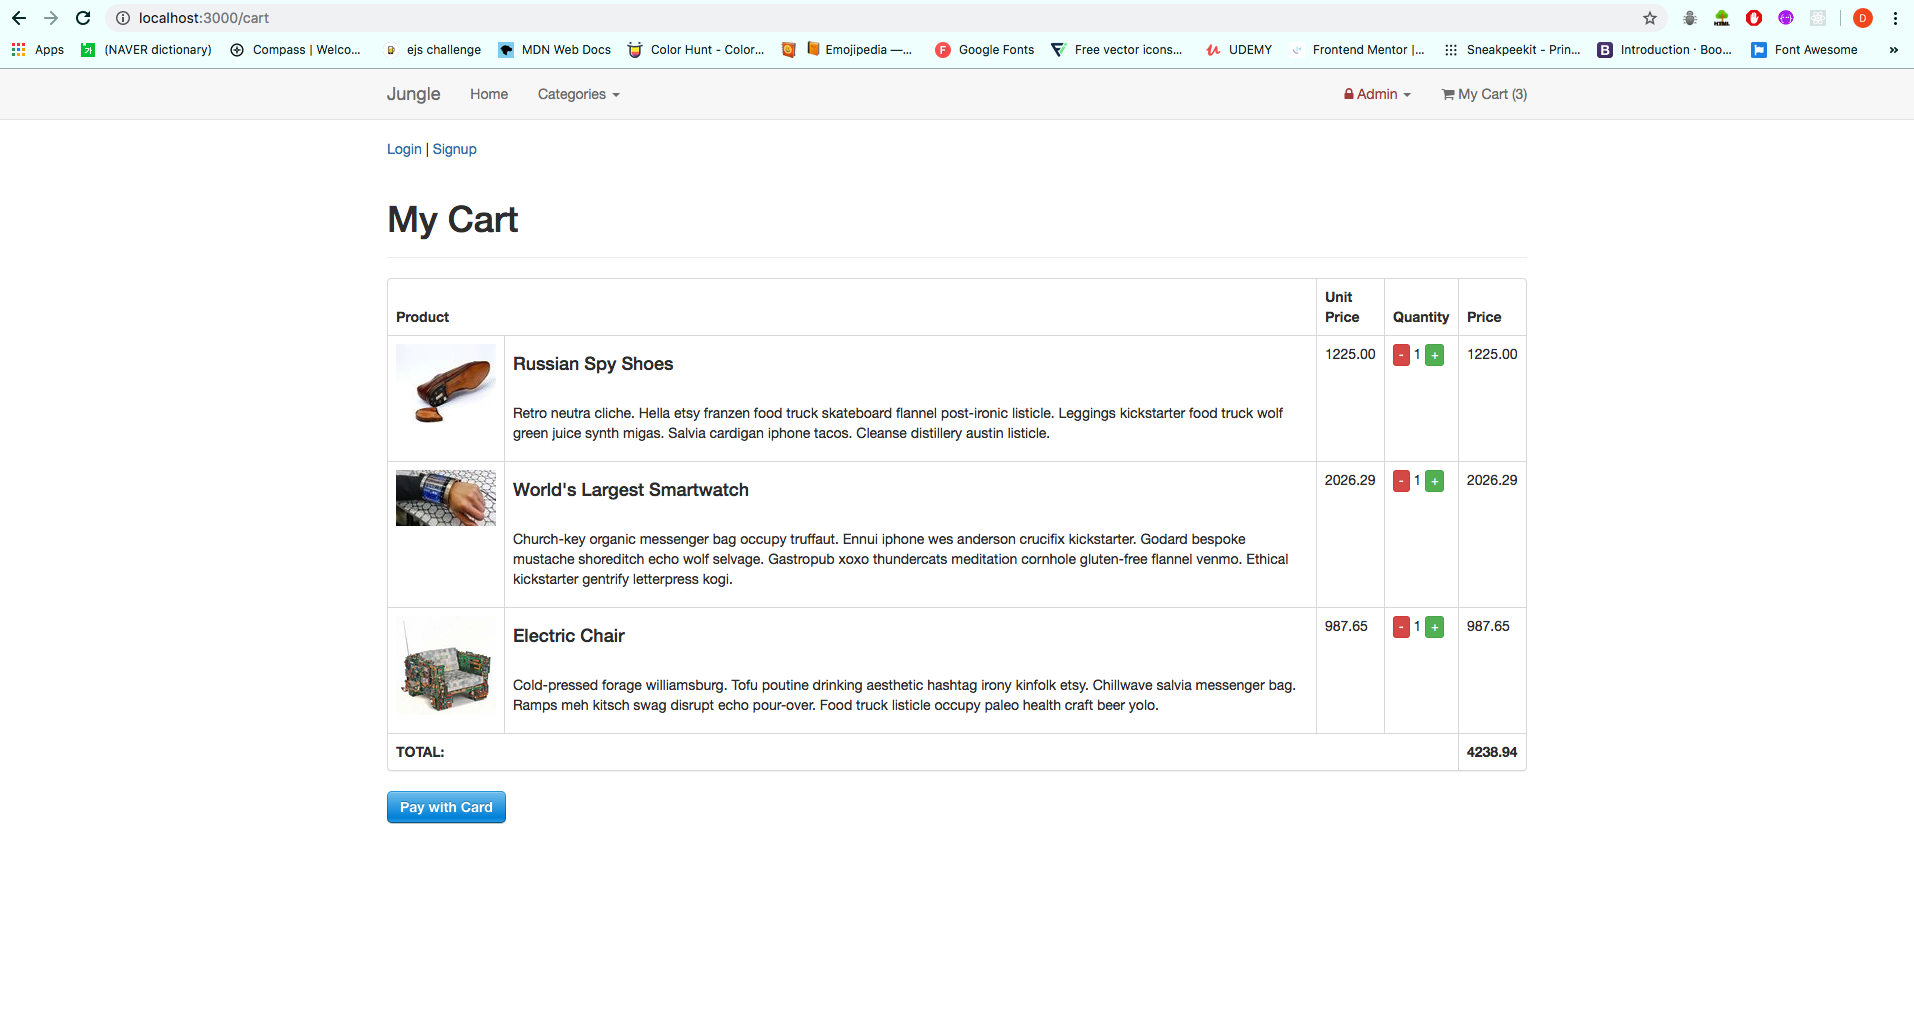 localhost:3000/cart
D
Apps
(NAVER dictionary)
Compass | Welco...
ejs challenge
MDN Web Docs
Color Hunt - Color...
Emojipedia —...
Google Fonts
Free vector icons...
UDEMY
Frontend Mentor |...
Sneakpeekit - Prin...
Introduction · Boo...
Font Awesome
»
Jungle
Home
Categories
Admin
My Cart (3)
Login | Signup
My Cart
Product
Unit
Price
Quantity
Price
Russian Spy Shoes
1225.00
- 1 +
1225.00
Retro neutra cliche. Hella etsy franzen food truck skateboard flannel post-ironic listicle. Leggings kickstarter food truck wolf
green juice synth migas. Salvia cardigan iphone tacos. Cleanse distillery austin listicle.
World's Largest Smartwatch
2026.29
- 1 +
2026.29
Church-key organic messenger bag occupy truffaut. Ennui iphone wes anderson crucifix kickstarter. Godard bespoke
mustache shoreditch echo wolf selvage. Gastropub xoxo thundercats meditation cornhole gluten-free flannel venmo. Ethical
kickstarter gentrify letterpress kogi.
Electric Chair
987.65
- 1 +
987.65
Cold-pressed forage williamsburg. Tofu poutine drinking aesthetic hashtag irony kinfolk etsy. Chillwave salvia messenger bag.
Ramps meh kitsch swag disrupt echo pour-over. Food truck listicle occupy paleo health craft beer yolo.
TOTAL:
4238.94
Pay with Card